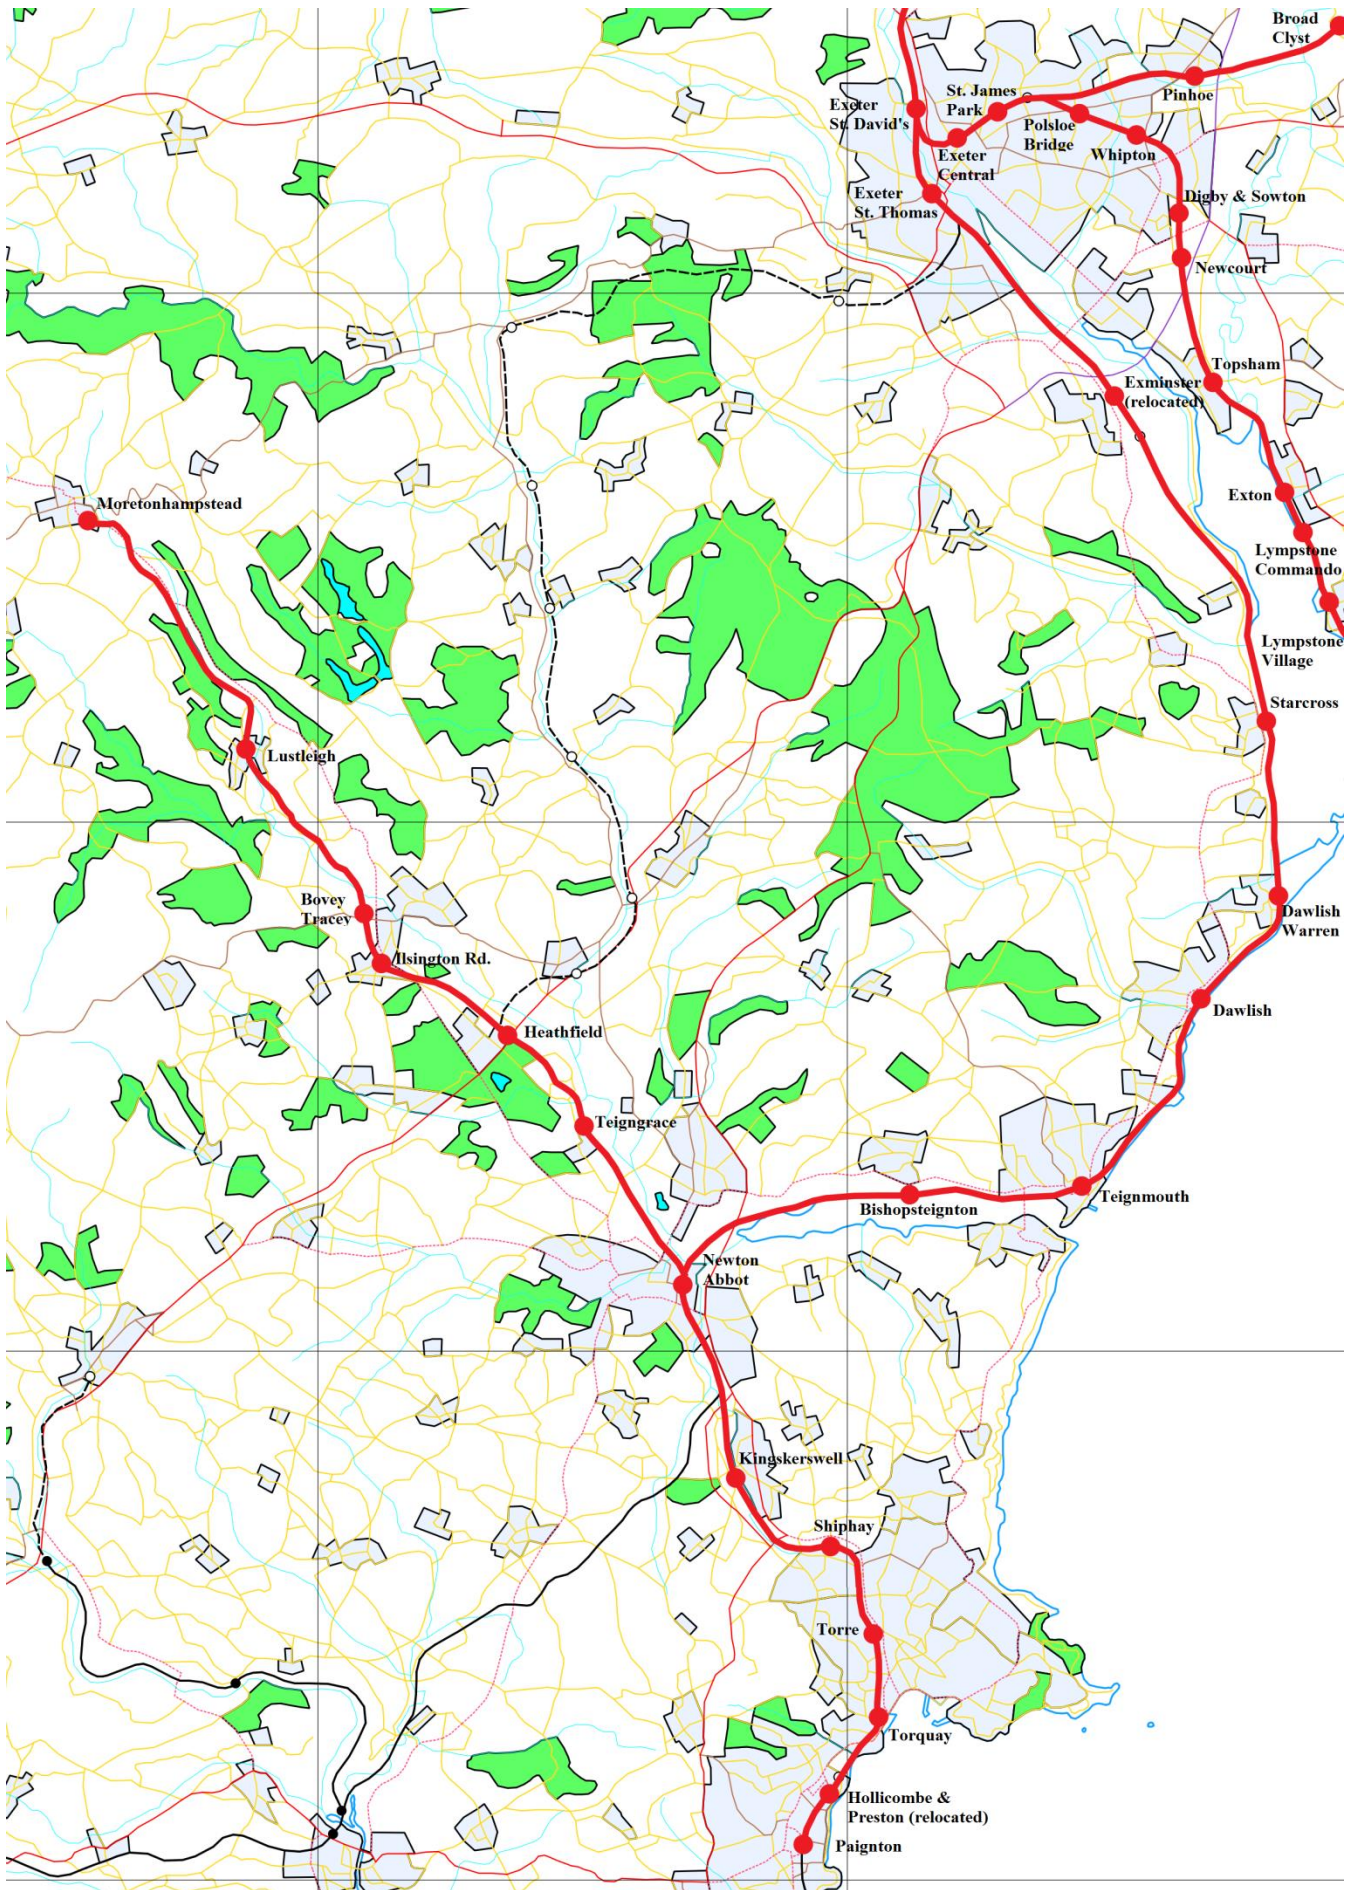 Broad
Clyst
Pinhoe
St. James
Park
Exeter
St. David's
Polsloe
Bridge
Whipton
Exeter
Central
Exeter
St. Thomas
Digby & Sowton
Newcourt
Topsham
Exminster
(relocated)
Exton
Moretonhampstead
Lympstone
Commando
Lympstone
Village
Starcross
Lustleigh
Bovey
Tracey
Dawlish
Warren
Ilsington Rd.
Dawlish
Heathfield
Teigngrace
Teignmouth
Bishopsteignton
Newton
Abbot
Kingskerswell
Shiphay
Torre
Torquay
Hollicombe &
Preston (relocated)
Paignton